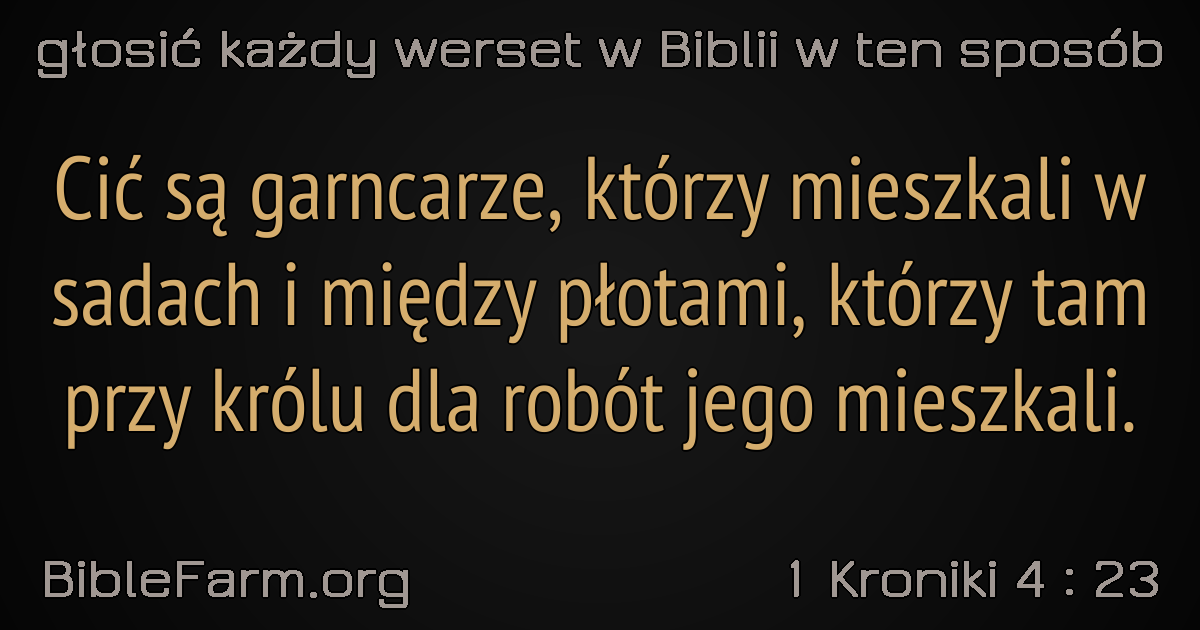 głosić każdy werset w Biblii w ten sposób
Cić są garncarze, którzy mieszkali w
sadach i między płotami, którzy tam
przy królu dla robót jego mieszkali.
BibleFarm.org
1 Kroniki 4 : 23